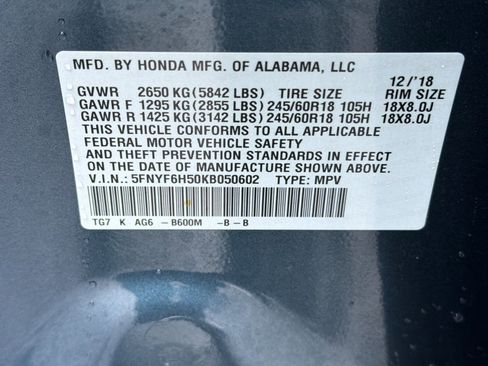 MFD. BY HONDA MFG. OF ALABAMA, LLC
12/'18
GVWR 2650 KG(5842 LBS) TIRE SIZE RIM SIZE
GAWR F 1295 KG(2855 LBS)245/60R18 105H 18X8.0J
GAWR R 1425 KG(3142 LBS)245/60R18 105H 18X8.0J
THIS VEHICLE CONFORMS TO ALL APPLICABLE
FEDERAL MOTOR VEHICLE SAFETY
AND THEFT PREVENTION STANDARDS IN EFFECT
ON THE DATE OF MANUFACTURE SHOWN ABOVE.
V.I.N.: 5FNYF6H50KB050602 TYPE: MPV
TG7 K AG6 -B600M -B-B